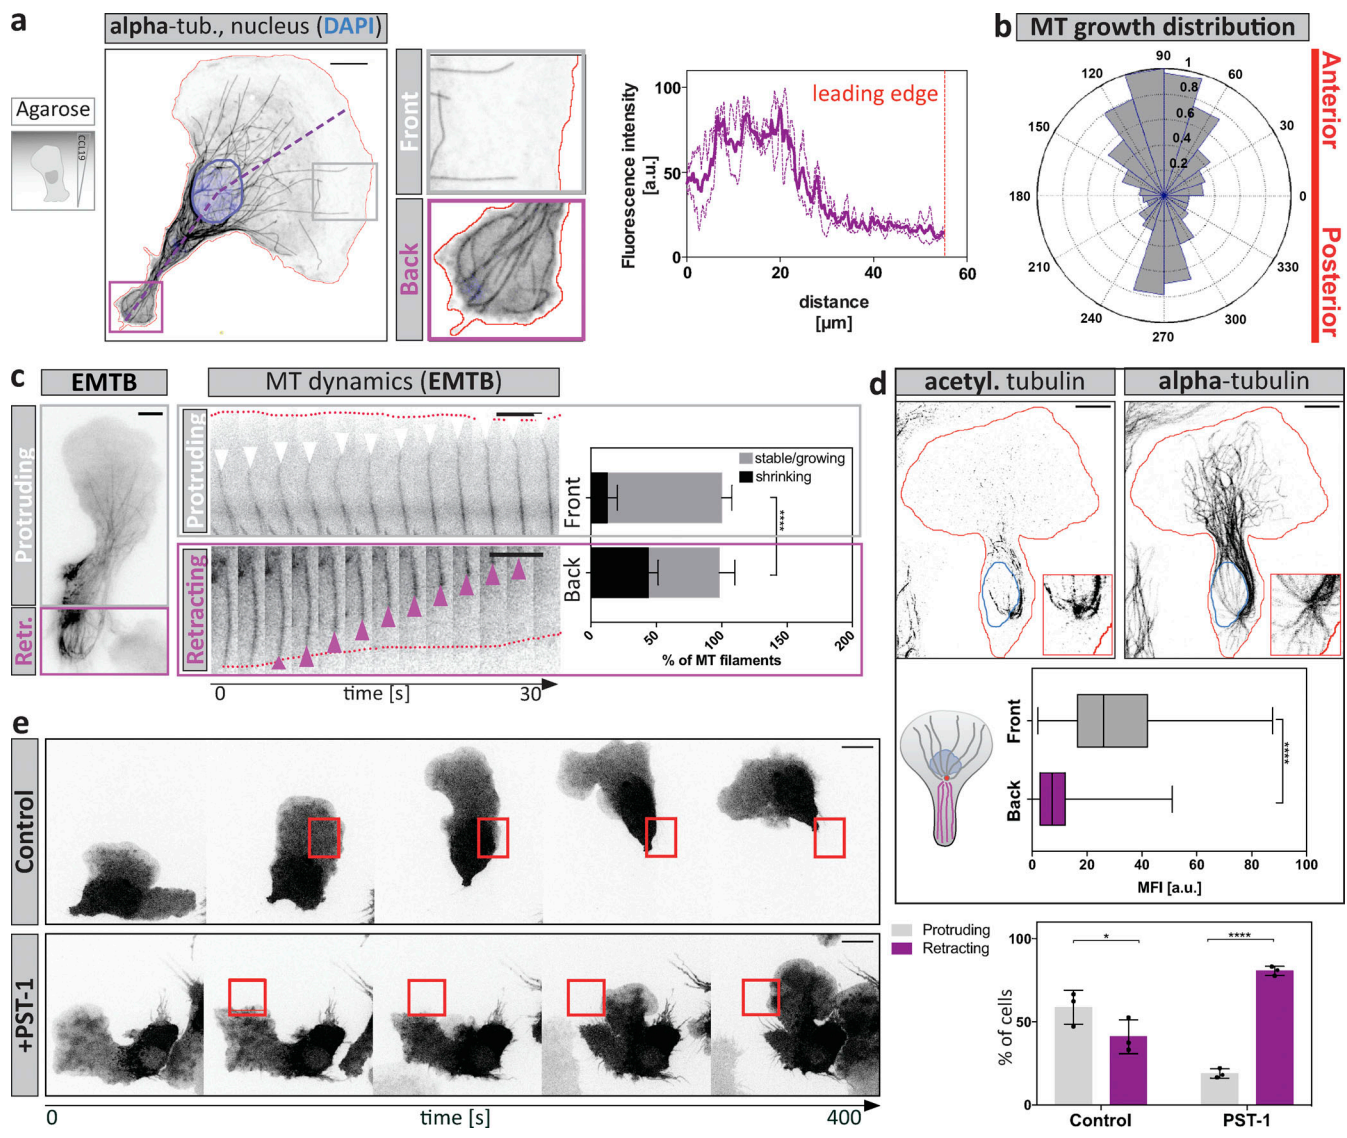 a
alpha-tub., nucleus (DAPI)
Agarose
CCL19
Front
Back
Fluorescence intensity
[a.u.]
100
50
0
leading edge
0
20
40
60
distance
[µm]
b
MT growth distribution
90
1
120
60
0.8
0.6
150
30
0.4
0.2
180
0
210
330
240
300
270
Anterior
Posterior
c
EMTB
Protruding
Retr.
MT dynamics (EMTB)
Protruding
Retracting
0
time [s]
30
stable/growing
shrinking
Front
Back
****
0
50
100
150
200
% of MT filaments
d
acetyl. tubulin
alpha-tubulin
Front
Back
****
0
20
40
60
80
100
MFI [a.u.]
e
Control
+PST-1
0
time [s]
400
Protruding
Retracting
% of cells
100
50
0
*
****
Control
PST-1